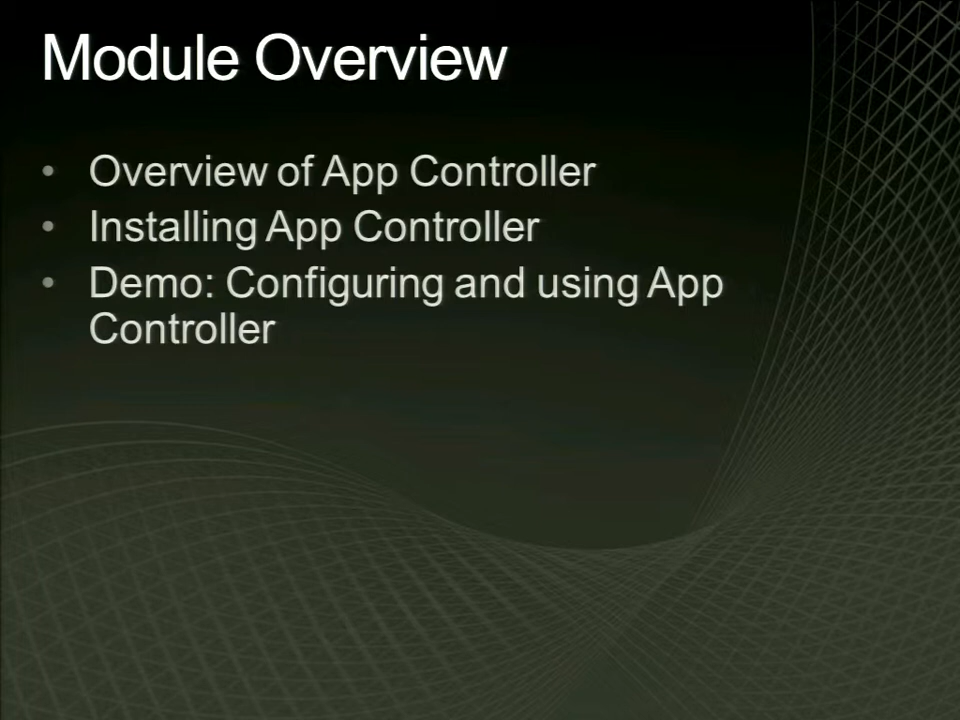 Module Overview
• Overview of App Controller
• Installing App Controller
• Demo: Configuring and using App
Controller